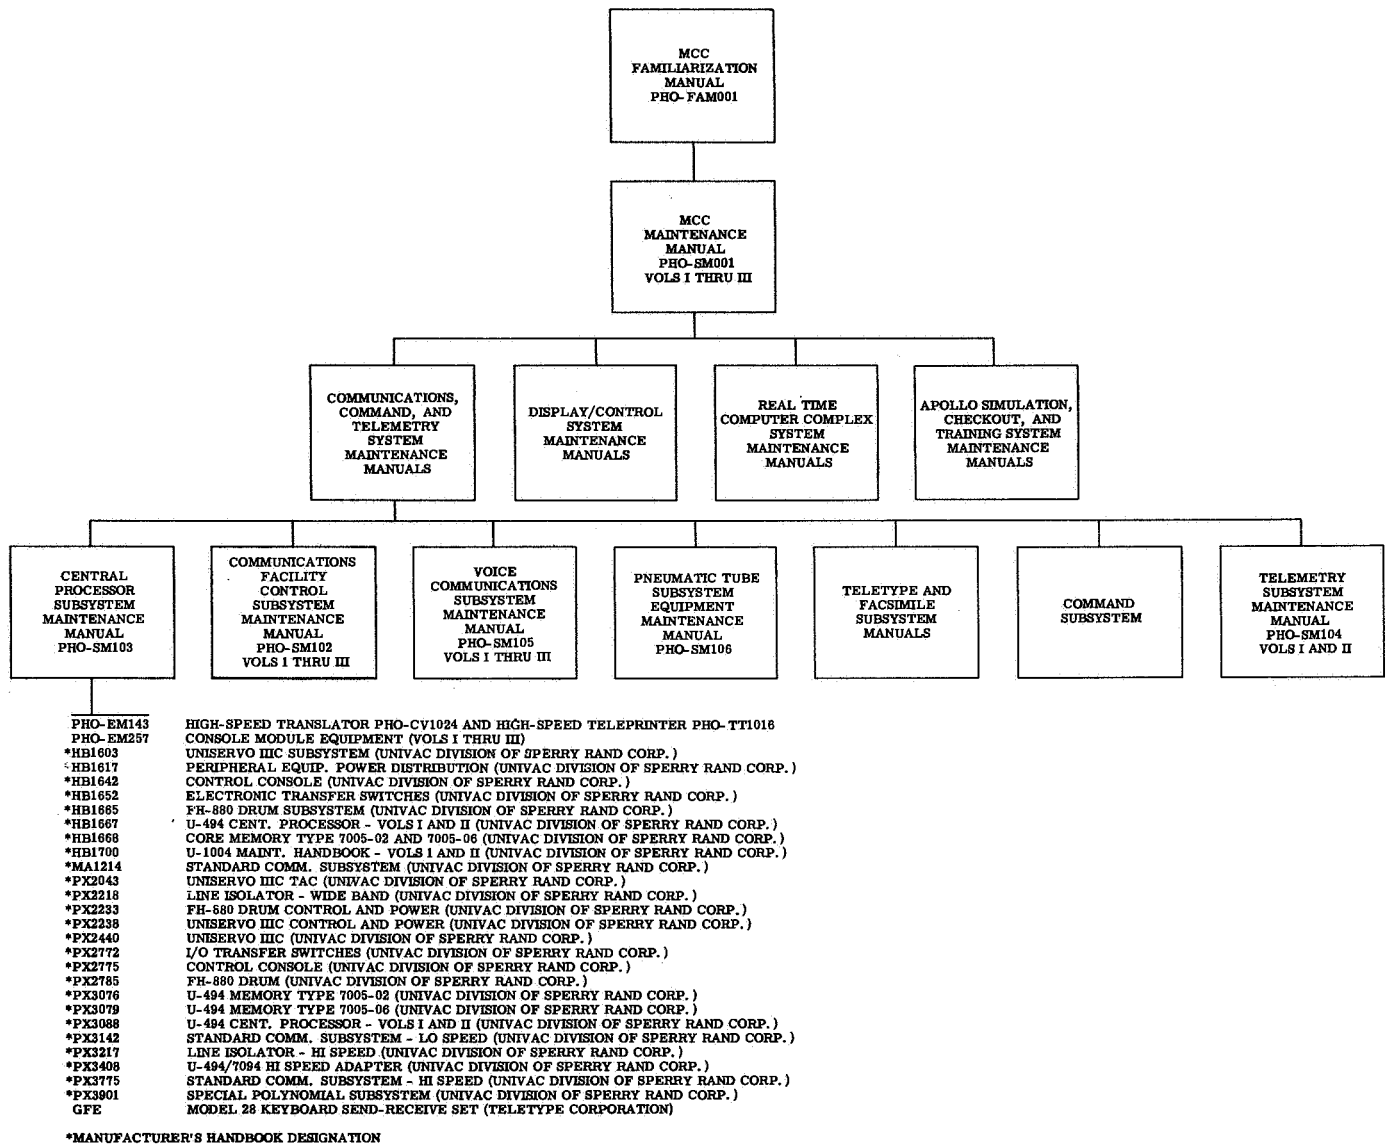 MCC
FAMILIARIZATION
MANUAL
PHO-FAM001
MCC
MAINTENANCE
MANUAL
PHO-SM001
VOLS I THRU III
COMMUNICATIONS,
COMMAND, AND
TELEMETRY
SYSTEM
MAINTENANCE
MANUALS
DISPLAY/CONTROL
SYSTEM
MAINTENANCE
MANUALS
REAL TIME
COMPUTER COMPLEX
SYSTEM
MAINTENANCE
MANUALS
APOLLO SIMULATION,
CHECKOUT, AND
TRAINING SYSTEM
MAINTENANCE
MANUALS
CENTRAL
PROCESSOR
SUBSYSTEM
MAINTENANCE
MANUAL
PHO-SM103
COMMUNICATIONS
FACILITY
CONTROL
SUBSYSTEM
MAINTENANCE
MANUAL
PHO-SM102
VOLS I THRU III
VOICE
COMMUNICATIONS
SUBSYSTEM
MAINTENANCE
MANUAL
PHO-SM105
VOLS I THRU III
PNEUMATIC TUBE
SUBSYSTEM
EQUIPMENT
MAINTENANCE
MANUAL
PHO-SM106
TELETYPE AND
FACSIMILE
SUBSYSTEM
MANUALS
COMMAND
SUBSYSTEM
TELEMETRY
SUBSYSTEM
MAINTENANCE
MANUAL
PHO-SM104
VOLS I AND II
PHO-EM143 HIGH-SPEED TRANSLATOR PHO-CV1024 AND HIGH-SPEED TELEPRINTER PHO-TT1016
PHO-EM257 CONSOLE MODULE EQUIPMENT (VOLS I THRU III)
*HB1603 UNISERVO IIIC SUBSYSTEM (UNIVAC DIVISION OF SPERRY RAND CORP.)
*HB1617 PERIPHERAL EQUIP. POWER DISTRIBUTION (UNIVAC DIVISION OF SPERRY RAND CORP.)
*HB1642 CONTROL CONSOLE (UNIVAC DIVISION OF SPERRY RAND CORP.)
*HB1652 ELECTRONIC TRANSFER SWITCHES (UNIVAC DIVISION OF SPERRY RAND CORP.)
*HB1665 FH-880 DRUM SUBSYSTEM (UNIVAC DIVISION OF SPERRY RAND CORP.)
*HB1667 U-494 CENT. PROCESSOR - VOLS I AND II (UNIVAC DIVISION OF SPERRY RAND CORP.)
*HB1668 CORE MEMORY TYPE 7005-02 AND 7005-06 (UNIVAC DIVISION OF SPERRY RAND CORP.)
*HB1700 U-1004 MAINT. HANDBOOK - VOLS I AND II (UNIVAC DIVISION OF SPERRY RAND CORP.)
*MA1214 STANDARD COMM. SUBSYSTEM (UNIVAC DIVISION OF SPERRY RAND CORP.)
*PX2043 UNISERVO IIIC TAC (UNIVAC DIVISION OF SPERRY RAND CORP.)
*PX2218 LINE ISOLATOR - WIDE BAND (UNIVAC DIVISION OF SPERRY RAND CORP.)
*PX2233 FH-880 DRUM CONTROL AND POWER (UNIVAC DIVISION OF SPERRY RAND CORP.)
*PX2238 UNISERVO IIIC CONTROL AND POWER (UNIVAC DIVISION OF SPERRY RAND CORP.)
*PX2440 UNISERVO IIIC (UNIVAC DIVISION OF SPERRY RAND CORP.)
*PX2772 I/O TRANSFER SWITCHES (UNIVAC DIVISION OF SPERRY RAND CORP.)
*PX2775 CONTROL CONSOLE (UNIVAC DIVISION OF SPERRY RAND CORP.)
*PX2785 FH-880 DRUM (UNIVAC DIVISION OF SPERRY RAND CORP.)
*PX3076 U-494 MEMORY TYPE 7005-02 (UNIVAC DIVISION OF SPERRY RAND CORP.)
*PX3079 U-494 MEMORY TYPE 7005-06 (UNIVAC DIVISION OF SPERRY RAND CORP.)
*PX3088 U-494 CENT. PROCESSOR - VOLS I AND II (UNIVAC DIVISION OF SPERRY RAND CORP.)
*PX3142 STANDARD COMM. SUBSYSTEM - LO SPEED (UNIVAC DIVISION OF SPERRY RAND CORP.)
*PX3217 LINE ISOLATOR - HI SPEED (UNIVAC DIVISION OF SPERRY RAND CORP.)
*PX3408 U-494/7094 HI SPEED ADAPTER (UNIVAC DIVISION OF SPERRY RAND CORP.)
*PX3775 STANDARD COMM. SUBSYSTEM - HI SPEED (UNIVAC DIVISION OF SPERRY RAND CORP.)
*PX3901 SPECIAL POLYNOMIAL SUBSYSTEM (UNIVAC DIVISION OF SPERRY RAND CORP.)
GFE MODEL 28 KEYBOARD SEND-RECEIVE SET (TELETYPE CORPORATION)
*MANUFACTURER'S HANDBOOK DESIGNATION